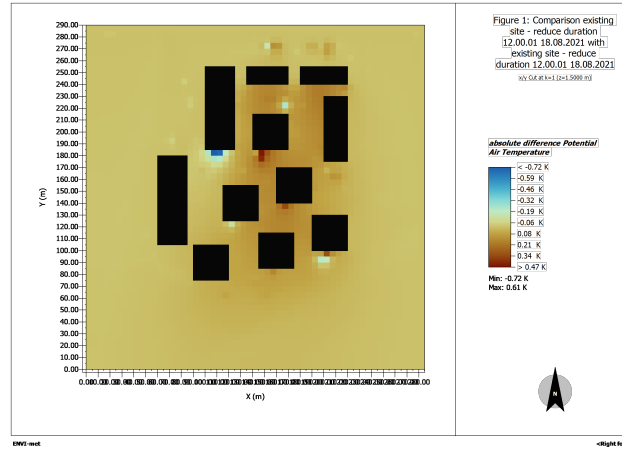 290.00
280.00
270.00
260.00
250.00
240.00
230.00
220.00
210.00
200.00
190.00
180.00
170.00
160.00
150.00
140.00
130.00
120.00
110.00
100.00
90.00
80.00
70.00
60.00
50.00
40.00
30.00
20.00
10.00
0.00
Y (m)
X (m)
Figure 1: Comparison existing
site - reduce duration
12.00.01 18.08.2021 with
existing site - reduce
duration 12.00.01 18.08.2021
x/y Cut at k=1 (z=1.5000 m)
absolute difference Potential
Air Temperature
< -0.72 K
-0.59 K
-0.46 K
-0.32 K
-0.19 K
-0.06 K
0.08 K
0.21 K
0.34 K
> 0.47 K
Min: -0.72 K
Max: 0.61 K
N
ENVI-met
<Right fo